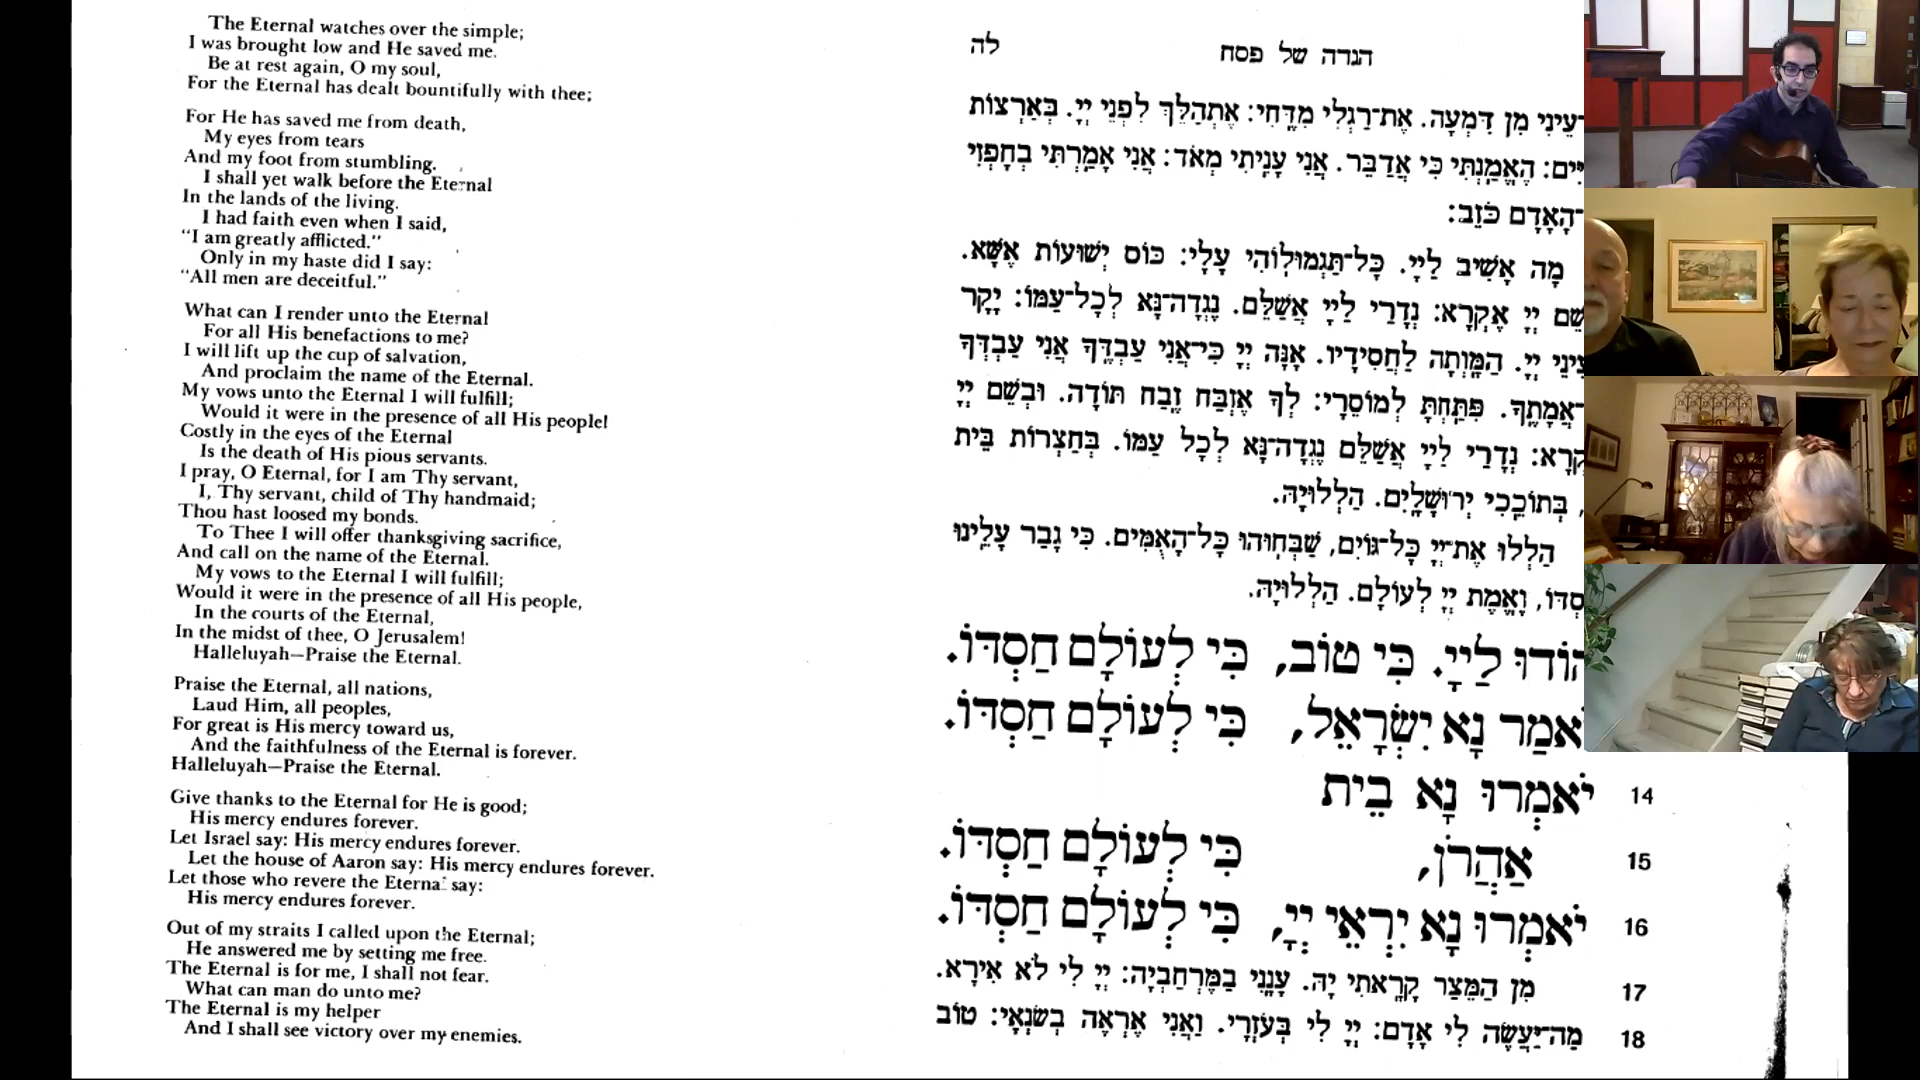 The Eternal watches over the simple;
I was brought low and He saved me.
Be at rest again, O my soul,
For the Eternal has dealt bountifully with thee;
For He has saved me from death,
My eyes from tears
And my foot from stumbling.
I shall yet walk before the Eternal
In the lands of the living.
I had faith even when I said,
“I am greatly afflicted.”
Only in my haste did I say:
“All men are deceitful.”
What can I render unto the Eternal
For all His benefactions to me?
I will lift up the cup of salvation,
And proclaim the name of the Eternal.
My vows unto the Eternal I will fulfill;
Would it were in the presence of all His people!
Costly in the eyes of the Eternal
Is the death of His pious servants.
I pray, O Eternal, for I am Thy servant,
I, Thy servant, child of Thy handmaid;
Thou hast loosed my bonds.
To Thee I will offer thanksgiving sacrifice,
And call on the name of the Eternal.
My vows to the Eternal I will fulfill;
Would it were in the presence of all His people,
In the courts of the Eternal,
In the midst of thee, O Jerusalem!
Halleluyah—Praise the Eternal.
Praise the Eternal, all nations,
Laud Him, all peoples,
For great is His mercy toward us,
And the faithfulness of the Eternal is forever.
Halleluyah—Praise the Eternal.
Give thanks to the Eternal for He is good;
His mercy endures forever.
Let Israel say: His mercy endures forever.
Let the house of Aaron say: His mercy endures forever.
Let those who revere the Eternal say:
His mercy endures forever.
Out of my straits I called upon the Eternal;
He answered me by setting me free.
The Eternal is for me, I shall not fear.
What can man do unto me?
The Eternal is my helper
And I shall see victory over my enemies.
הגדה של פסח לה
עֵינִי מִן דִּמְעָה. אֶת־רַגְלִי מִדֶּחִי: אֶתְהַלֵּךְ לִפְנֵי יְיָ. בְּאַרְצוֹת
הֶאֱמַנְתִּי כִּי אֲדַבֵּר. אֲנִי עָנִיתִי מְאֹד: אֲנִי אָמַרְתִּי בְחָפְזִי
הָאָדָם כֹּזֵב:
מָה אָשִׁיב לַיְיָ. כָּל־תַּגְמוּלוֹהִי עָלָי: כּוֹס יְשׁוּעוֹת אֶשָּׂא.
יְיָ אֶקְרָא: נְדָרַי לַיְיָ אֲשַׁלֵּם. נֶגְדָה־נָּא לְכָל־עַמּוֹ: יָקָר
יְיָ. הַמָּוְתָה לַחֲסִידָיו. אָנָּה יְיָ כִּי־אֲנִי עַבְדֶּךָ אֲנִי עַבְדְּךָ
אֲמָתֶךָ. פִּתַּחְתָּ לְמוֹסֵרָי: לְךָ אֶזְבַּח זֶבַח תּוֹדָה. וּבְשֵׁם יְיָ
נְדָרַי לַיְיָ אֲשַׁלֵּם נֶגְדָה־נָּא לְכָל עַמּוֹ. בְּחַצְרוֹת בֵּית
בְּתוֹכֵכִי יְרוּשָׁלָיִם. הַלְלוּיָהּ.
הַלְלוּ אֶת־יְיָ כָּל־גּוֹיִם, שַׁבְּחוּהוּ כָּל־הָאֻמִּים. כִּי גָבַר עָלֵינוּ
וֶאֱמֶת יְיָ לְעוֹלָם. הַלְלוּיָהּ.
לַיְיָ. כִּי טוֹב, כִּי לְעוֹלָם חַסְדּוֹ.
נָא יִשְׂרָאֵל, כִּי לְעוֹלָם חַסְדּוֹ.
יֹאמְרוּ נָא בֵית 14
אַהֲרֹן, כִּי לְעוֹלָם חַסְדּוֹ. 15
יֹאמְרוּ נָא יִרְאֵי יְיָ, כִּי לְעוֹלָם חַסְדּוֹ. 16
מִן הַמֵּצַר קָרָאתִי יָּהּ. עָנָנִי בַמֶּרְחַבְיָה: יְיָ לִי לֹא אִירָא. 17
מַה־יַּעֲשֶׂה לִי אָדָם: יְיָ לִי בְּעֹזְרָי. וַאֲנִי אֶרְאֶה בְשֹׂנְאָי: טוֹב 18